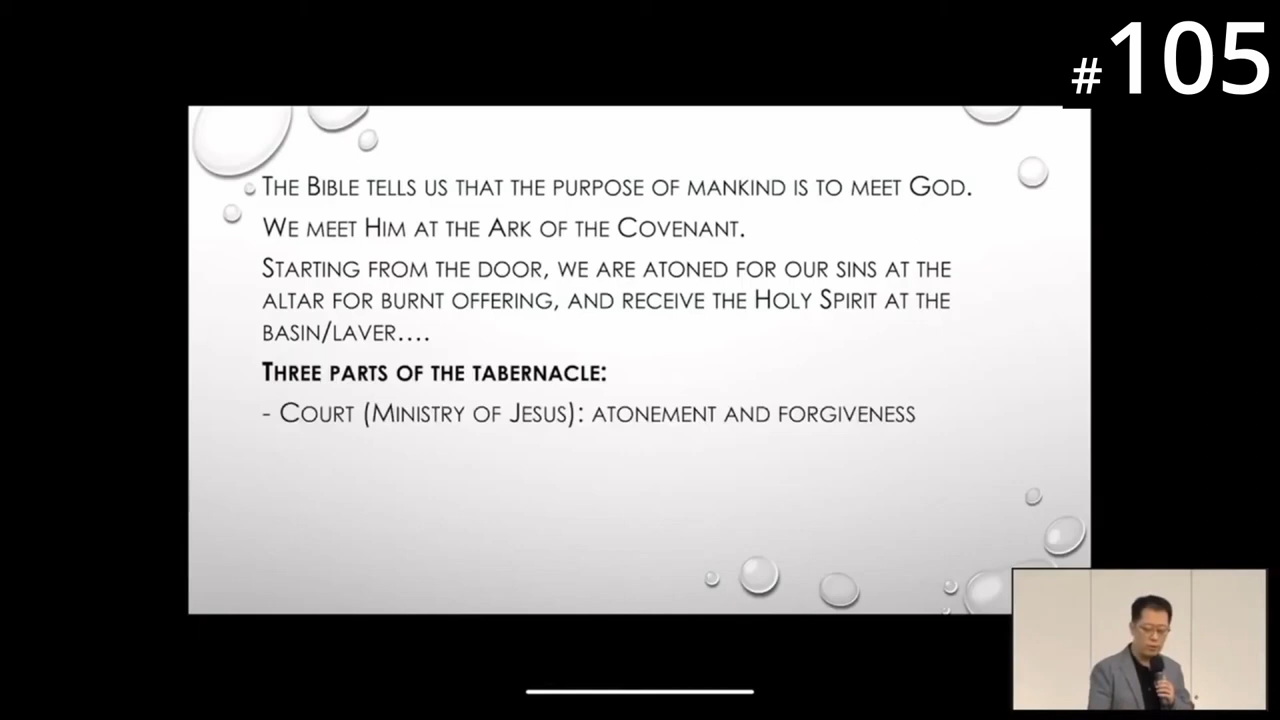 #105
The Bible tells us that the purpose of mankind is to meet God.
We meet Him at the Ark of the Covenant.
Starting from the door, we are atoned for our sins at the
altar for burnt offering, and receive the Holy Spirit at the
basin/laver....
Three parts of the tabernacle:
- Court (Ministry of Jesus): atonement and forgiveness